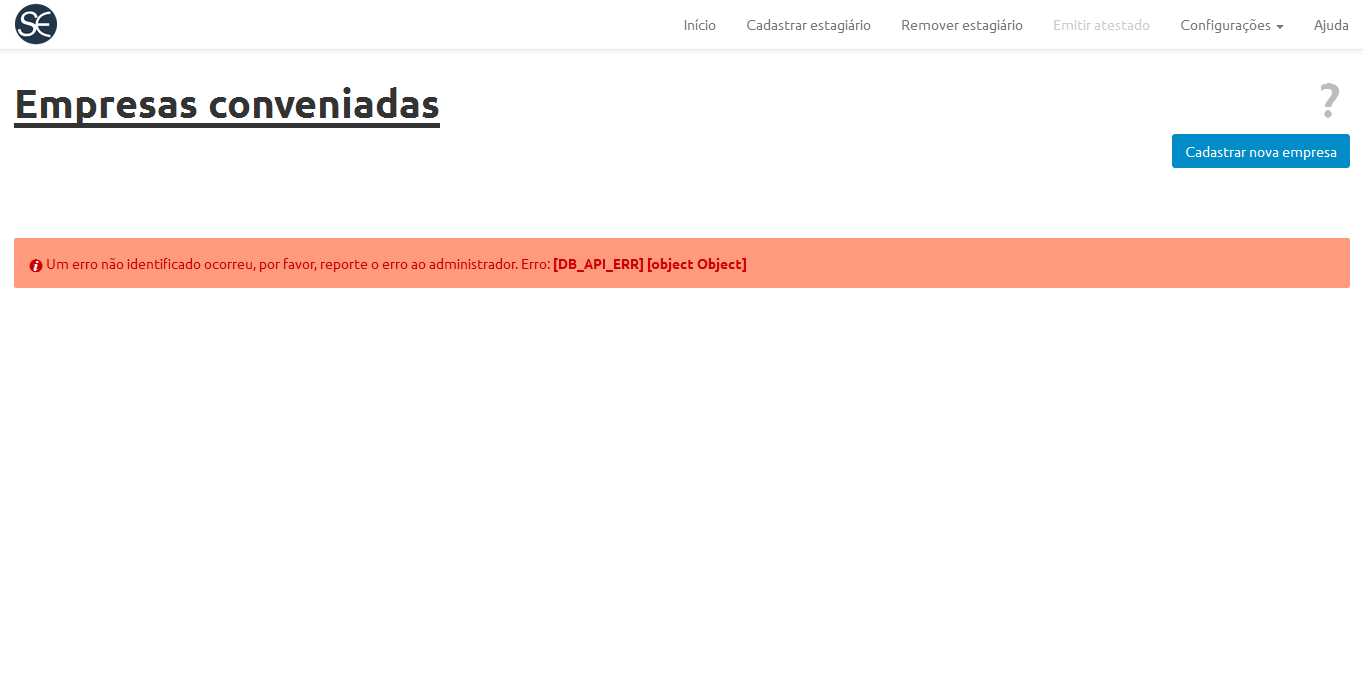 SE
Início Cadastrar estagiário Remover estagiário Emitir atestado Configurações Ajuda
Empresas conveniadas
?
Cadastrar nova empresa
Um erro não identificado ocorreu, por favor, reporte o erro ao administrador. Erro: [DB_API_ERR] [object Object]